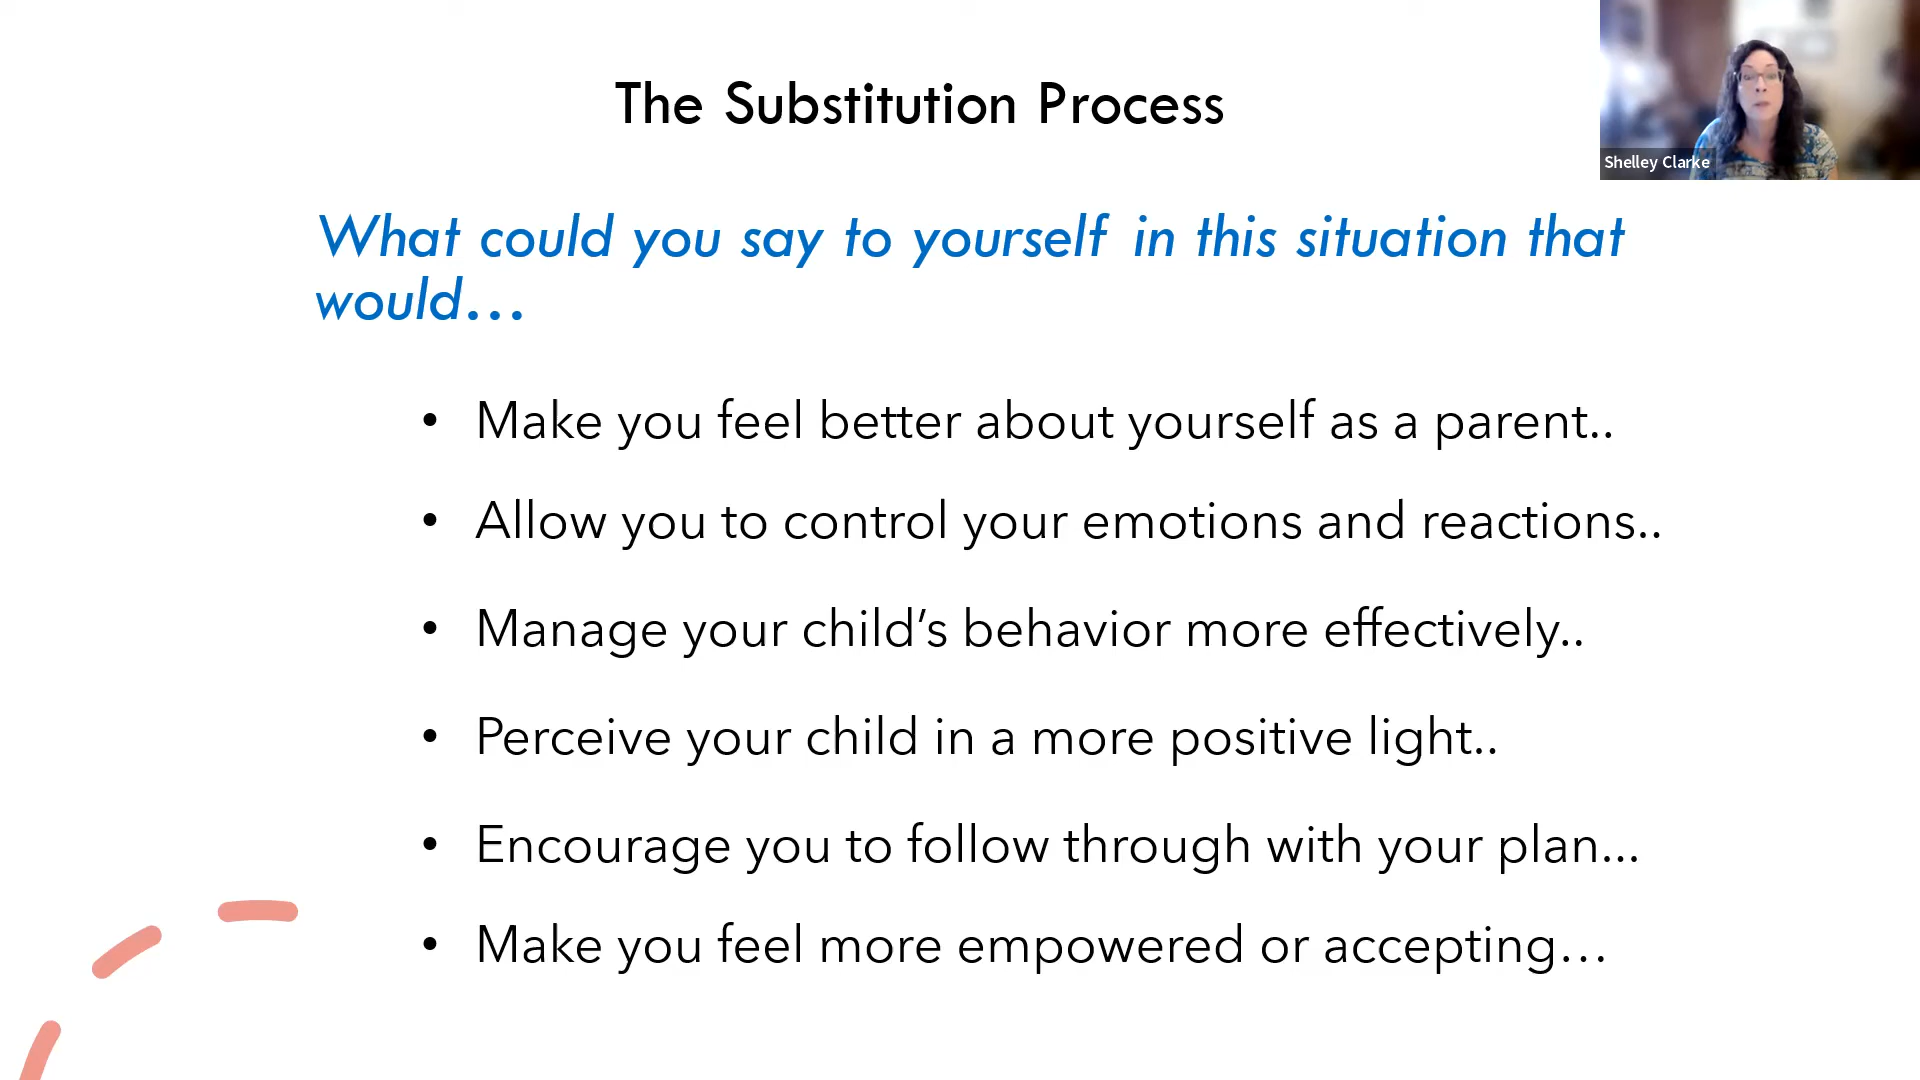 The Substitution Process
Shelley Clarke
What could you say to yourself in this situation that
would...
• Make you feel better about yourself as a parent..
• Allow you to control your emotions and reactions..
• Manage your child’s behavior more effectively..
• Perceive your child in a more positive light..
• Encourage you to follow through with your plan...
• Make you feel more empowered or accepting...